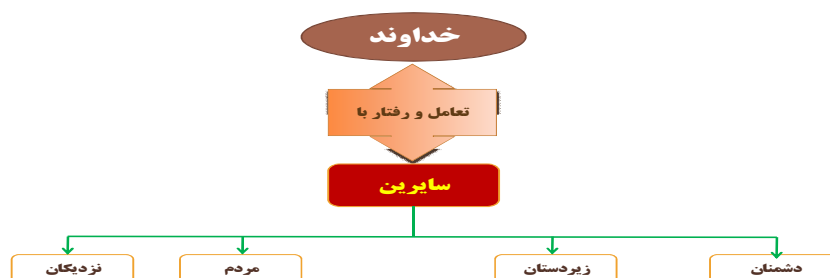 خداوند
تعامل و رفتار با
سایرین
دشمنان
زیردستان
مردم
نزدیکان